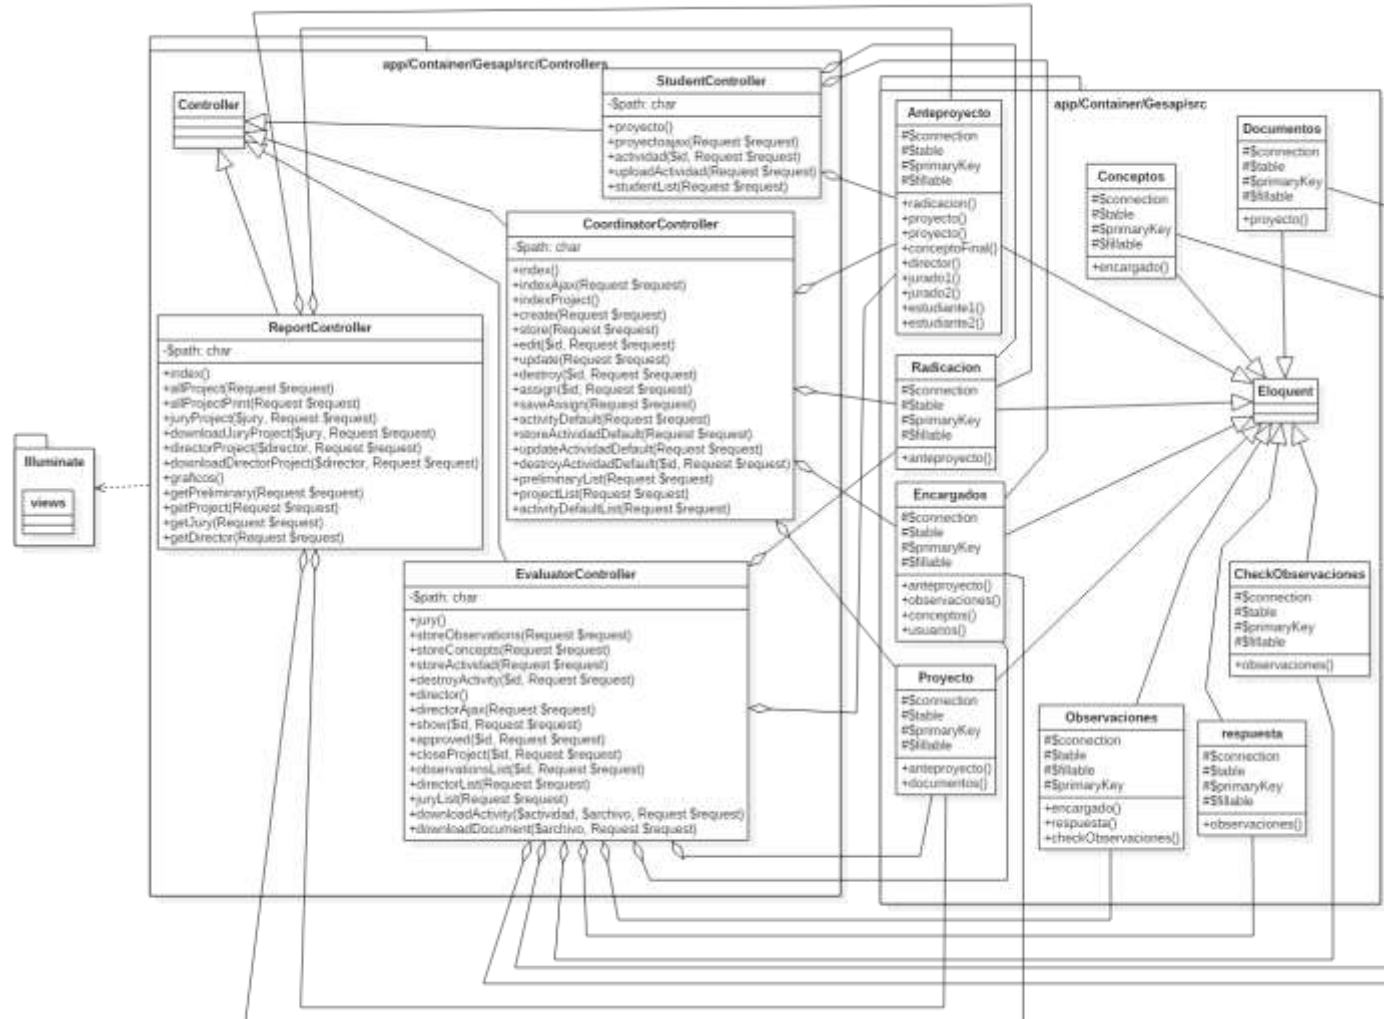 app/Container/Gesap/src/Controllers
Controller
StudentController
-$path: char
+proyecto()
+proyectoajax(Request $request)
+actividad($id, Request $request)
+uploadActividad(Request $request)
+studentList(Request $request)
CoordinatorController
-$path: char
+index()
+indexAjax(Request $request)
+indexProject()
+create(Request $request)
+store(Request $request)
+edit($id, Request $request)
+update(Request $request)
+destroy($id, Request $request)
+assign($id, Request $request)
+saveAssign(Request $request)
+activityDefault(Request $request)
+storeActividadDefault(Request $request)
+updateActividadDefault(Request $request)
+destroyActividadDefault($id, Request $request)
+preliminaryList(Request $request)
+projectList(Request $request)
+activityDefaultList(Request $request)
ReportController
-$path: char
+index()
+allProject(Request $request)
+allProjectPrint(Request $request)
+juryProject($jury, Request $request)
+downloadJuryProject($jury, Request $request)
+directorProject($director, Request $request)
+downloadDirectorProject($director, Request $request)
+graficos()
+getPreliminary(Request $request)
+getProject(Request $request)
+getJury(Request $request)
+getDirector(Request $request)
Illuminate
views
EvaluatorController
-$path: char
+jury()
+storeObservations(Request $request)
+storeConcepts(Request $request)
+storeActividad(Request $request)
+destroyActivity($id, Request $request)
+director()
+directorAjax(Request $request)
+show($id, Request $request)
+approved($id, Request $request)
+closeProject($id, Request $request)
+observationsList($id, Request $request)
+directorList(Request $request)
+juryList(Request $request)
+downloadActivity($actividad, $archivo, Request $request)
+downloadDocument($archivo, Request $request)
app/Container/Gesap/src
Anteproyecto
#$connection
#$table
#$primaryKey
#$fillable
+radicacion()
+proyecto()
+proyecto()
+conceptoFinal()
+director()
+jurado1()
+jurado2()
+estudiante1()
+estudiante2()
Radicacion
#$connection
#$table
#$primaryKey
#$fillable
+anteproyecto()
Encargados
#$connection
#$table
#$primaryKey
#$fillable
+anteproyecto()
+observaciones()
+conceptos()
+usuarios()
Proyecto
#$connection
#$table
#$primaryKey
#$fillable
+anteproyecto()
+documentos()
Conceptos
#$connection
#$table
#$primaryKey
#$fillable
+encargado()
Documentos
#$connection
#$table
#$primaryKey
#$fillable
+proyecto()
Eloquent
CheckObservaciones
#$connection
#$table
#$primaryKey
#$fillable
+observaciones()
Observaciones
#$connection
#$table
#$fillable
#$primaryKey
+encargado()
+respuesta()
+checkObservaciones()
respuesta
#$connection
#$table
#$primaryKey
#$fillable
+observaciones()